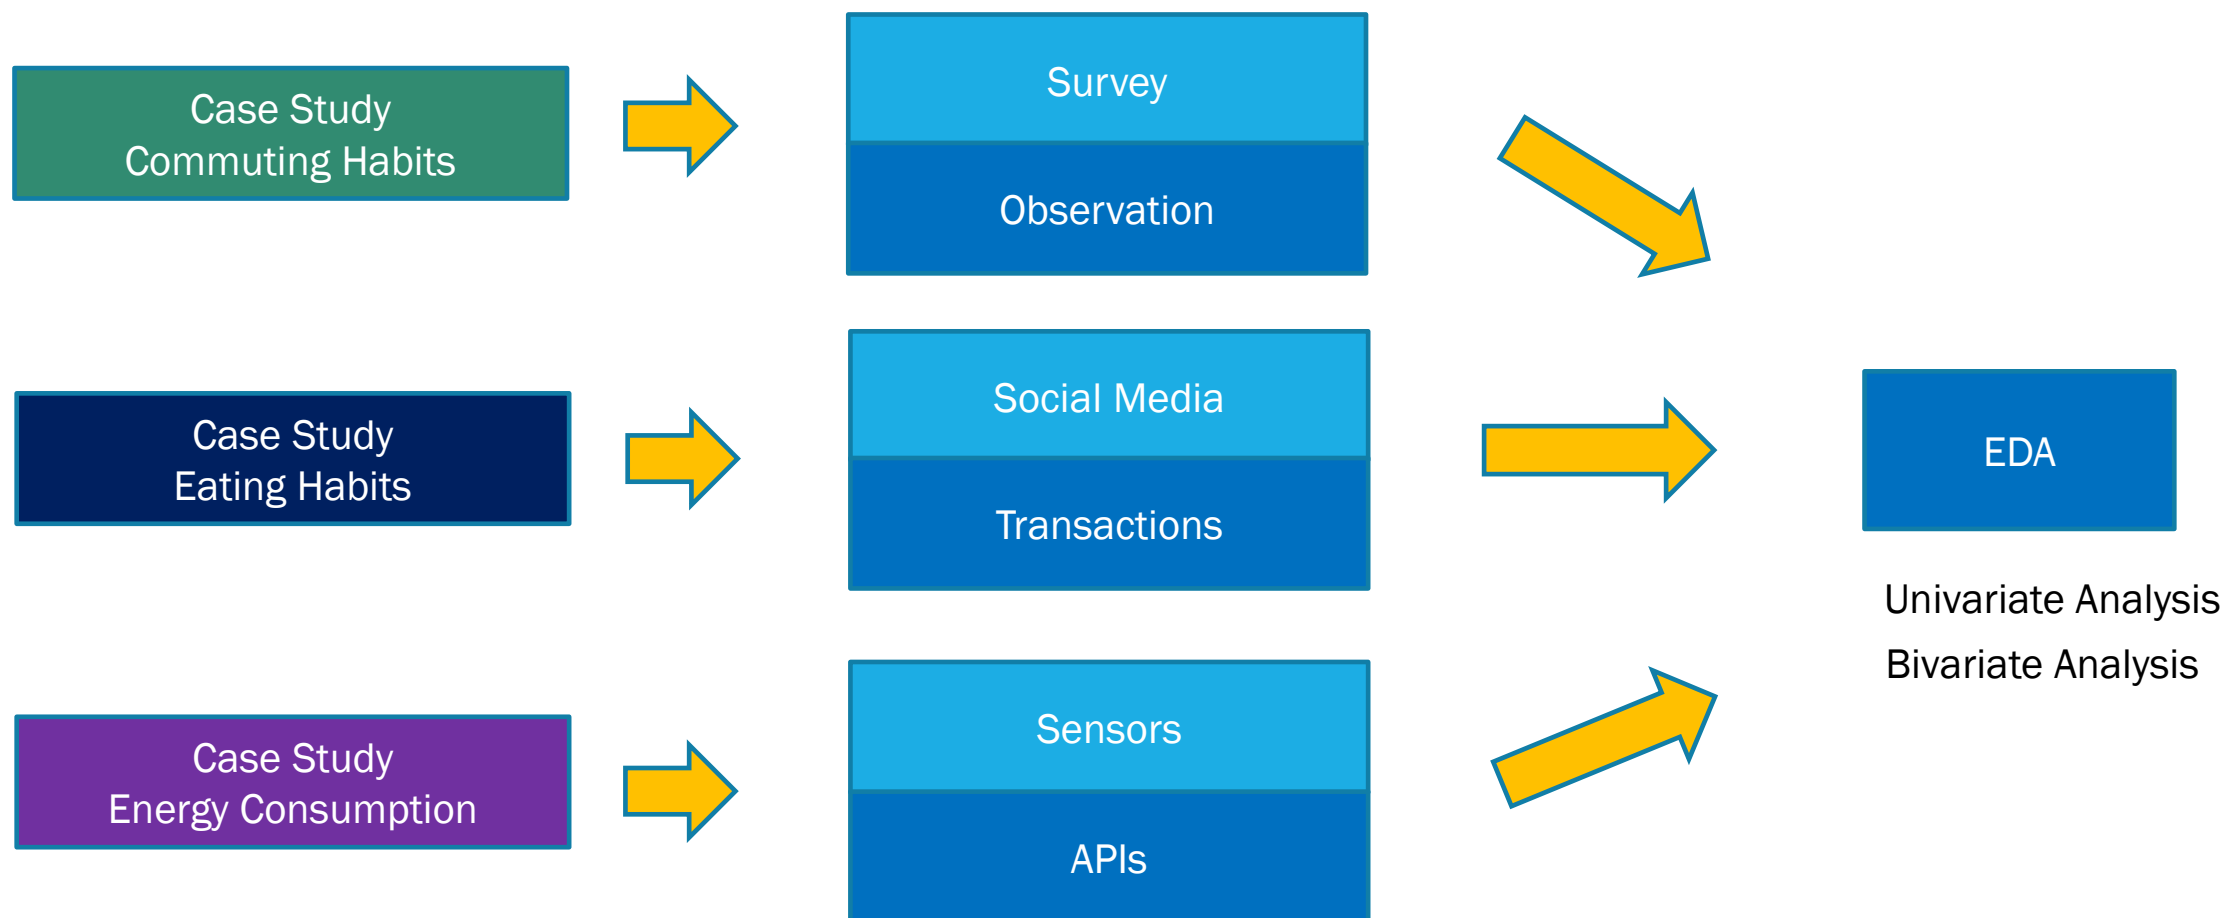 Case Study
Commuting Habits
Survey
Observation
Case Study
Eating Habits
Social Media
Transactions
EDA
Univariate Analysis
Bivariate Analysis
Case Study
Energy Consumption
Sensors
APIs